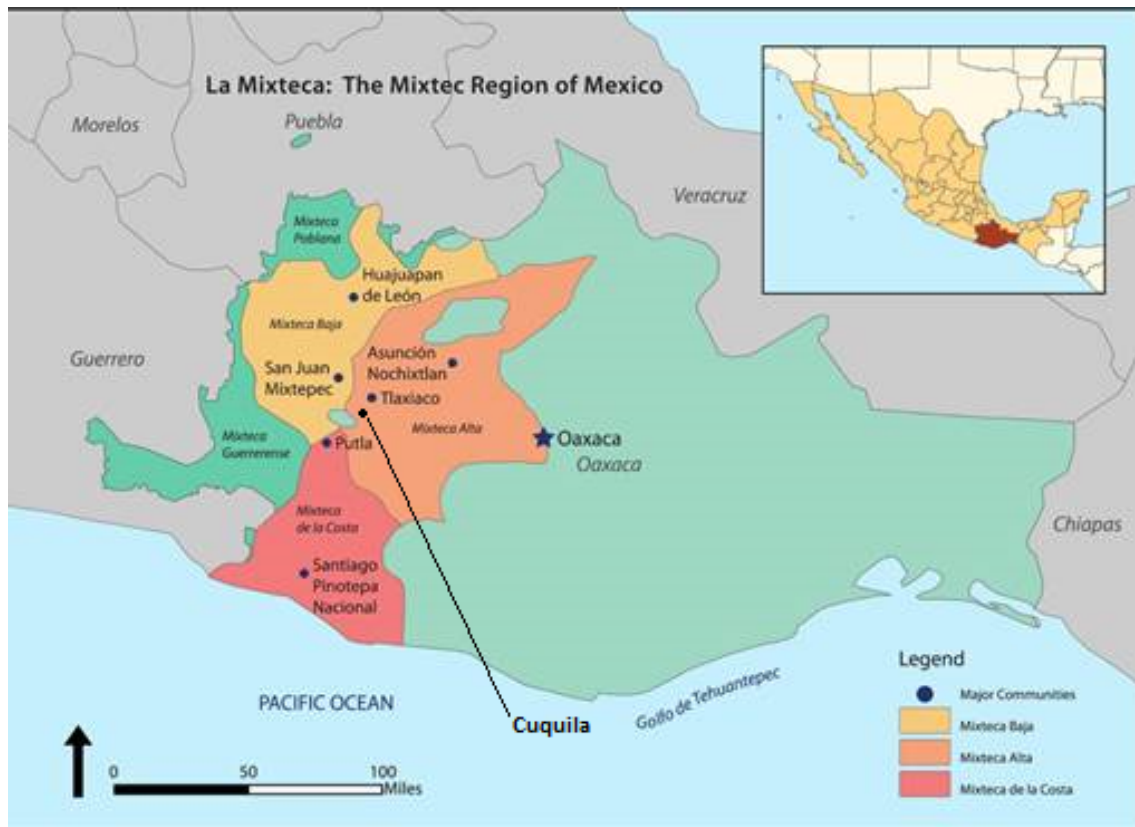 La Mixteca: The Mixtec Region of Mexico
Morelos
Puebla
Veracruz
Mixteca
Poblana
Huajuapan
de León
Mixteca Baja
Guerrero
Asunción
Nochixtlan
San Juan
Mixtepec
Tlaxiaco
Mixteca Alta
Mixteca
Guerrerense
Putla
Oaxaca
Oaxaca
Mixteca
de la Costa
Chiapas
Santiago
Pinotepa
Nacional
Legend
Major Communities
Mixteca Baja
Mixteca Alta
Mixteca de la Costa
PACIFIC OCEAN
Golfo de Tehuantepec
Cuquila
0 50 100
Miles